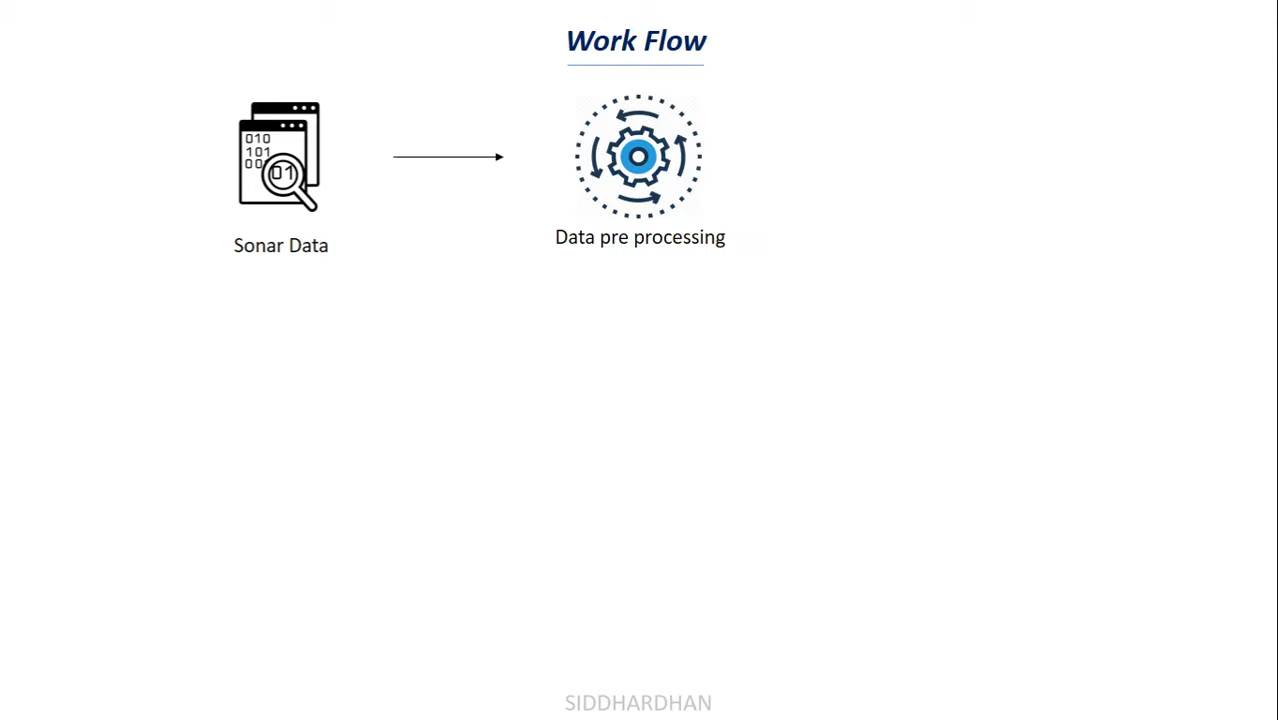 Work Flow
010
101
00
01
Sonar Data
Data pre processing
SIDDHARDHAN